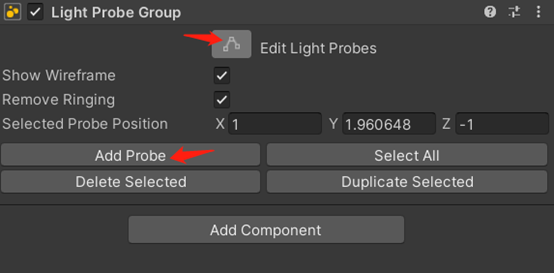 Light Probe Group
Edit Light Probes
Show Wireframe
Remove Ringing
Selected Probe Position X 1 Y 1.960648 Z -1
Add Probe Select All
Delete Selected Duplicate Selected
Add Component